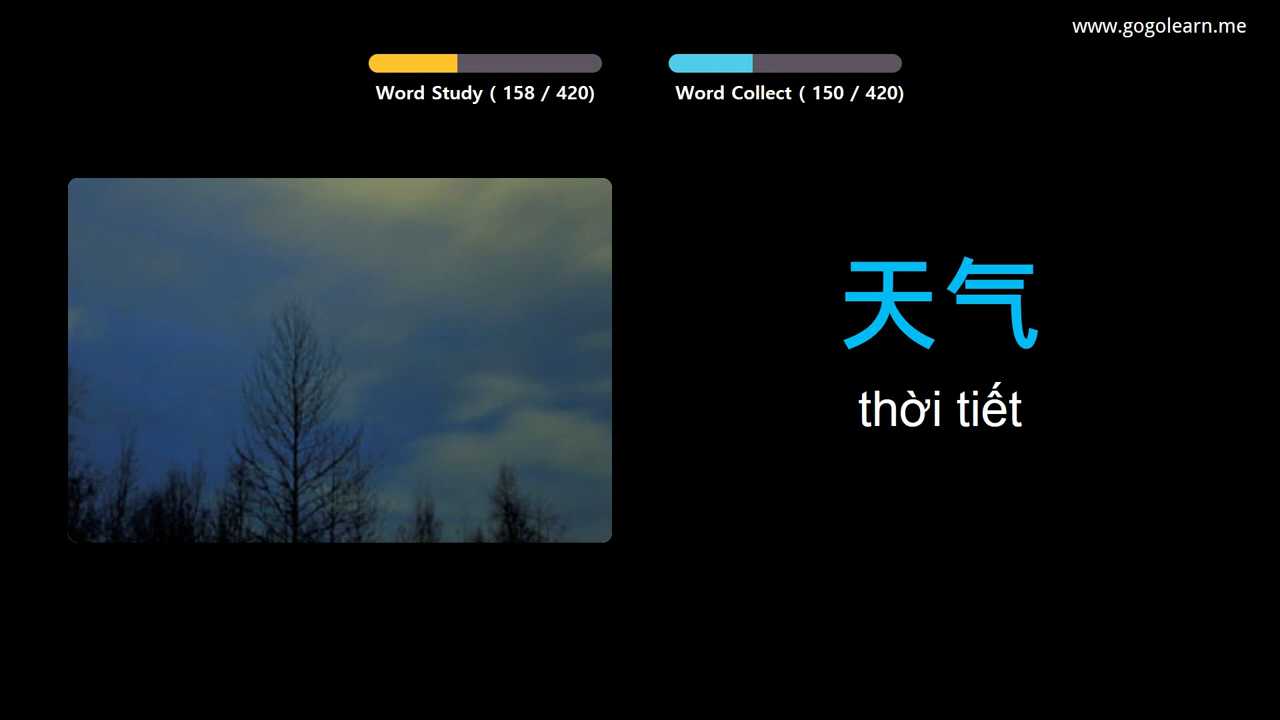 www.gogolearn.me
Word Study ( 158 / 420)
Word Collect ( 150 / 420)
天气
thời tiết